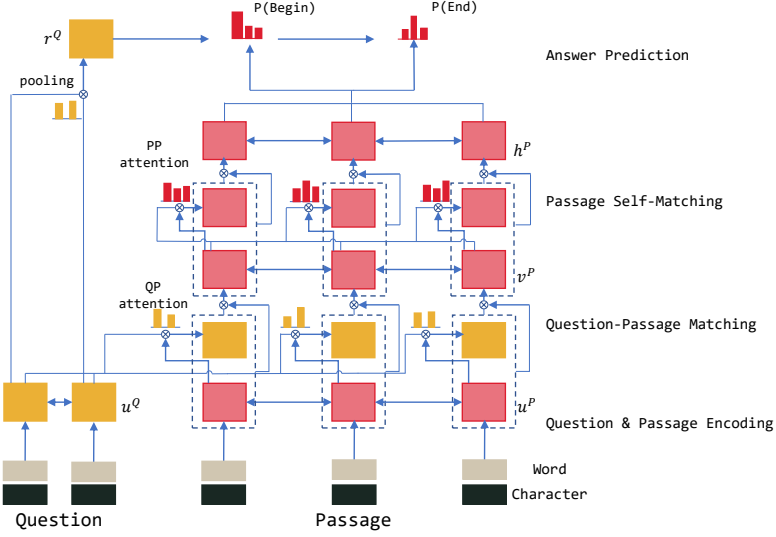 P(Begin)
P(End)
r^Q
Answer Prediction
pooling
PP
attention
h^P
Passage Self-Matching
v^P
QP
attention
Question-Passage Matching
u^Q
u^P
Question & Passage Encoding
Word
Character
Question
Passage